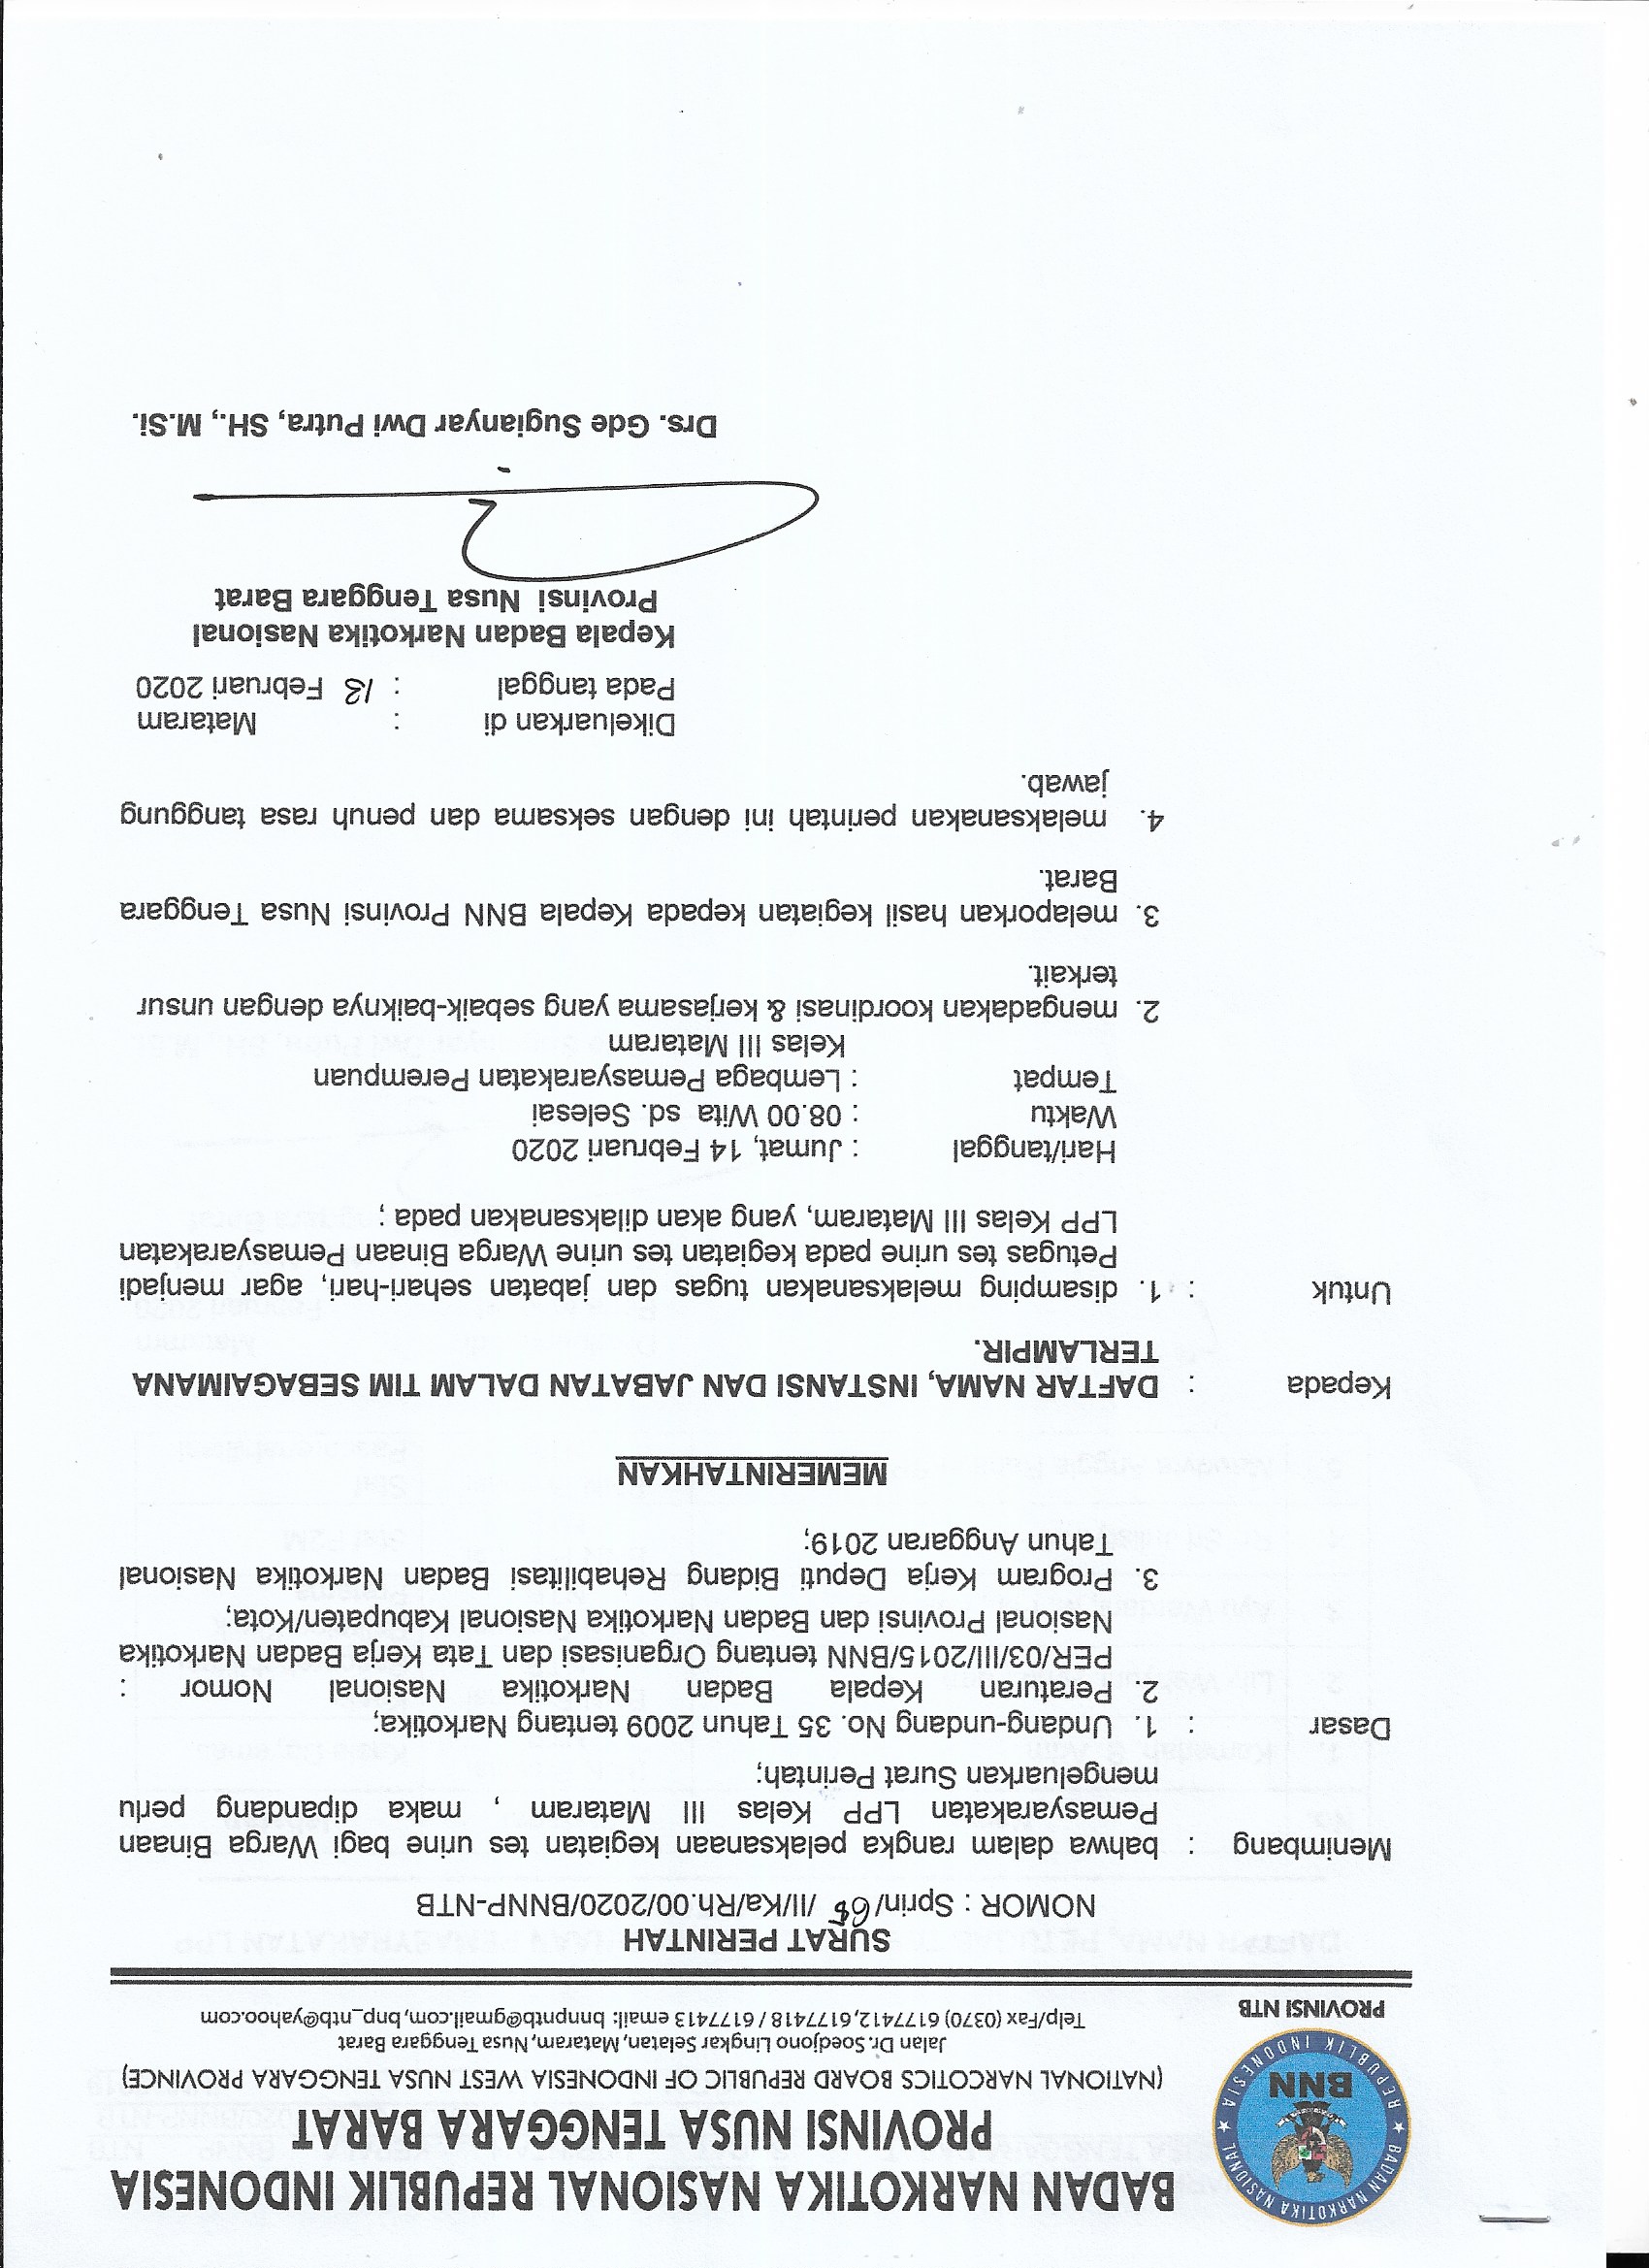 BADAN NARKOTIKA NASIONAL REPUBLIK INDONESIA
PROVINSI NUSA TENGGARA BARAT
(NATIONAL NARCOTICS BOARD REPUBLIC OF INDONESIA WEST NUSA TENGGARA PROVINCE)
Jalan Dr. Soedjono Lingkar Selatan, Mataram, Nusa Tenggara Barat
Telp/Fax (0370) 6177412, 6177418 / 6177413 email: bnnpntb@gmail.com, bnp_ntb@yahoo.com
BADAN NARKOTIKA NASIONAL
BNN
REPUBLIK INDONESIA
PROVINSI NTB
SURAT PERINTAH
NOMOR : Sprin/ /II/Ka/Rh.00/2020/BNNP-NTB
Menimbang : bahwa dalam rangka pelaksanaan kegiatan tes urine bagi Warga Binaan
Pemasyarakatan LPP Kelas III Mataram , maka dipandang perlu
mengeluarkan Surat Perintah;
Dasar : 1. Undang-undang No. 35 Tahun 2009 tentang Narkotika;
2. Peraturan Kepala Badan Narkotika Nasional Nomor :
PER/03/III/2015/BNN tentang Organisasi dan Tata Kerja Badan Narkotika
Nasional Provinsi dan Badan Narkotika Nasional Kabupaten/Kota;
3. Program Kerja Deputi Bidang Rehabilitasi Badan Narkotika Nasional
Tahun Anggaran 2019;
MEMERINTAHKAN
Kepada : DAFTAR NAMA, INSTANSI DAN JABATAN DALAM TIM SEBAGAIMANA
TERLAMPIR.
Untuk : 1. disamping melaksanakan tugas dan jabatan sehari-hari, agar menjadi
Petugas tes urine pada kegiatan tes urine Warga Binaan Pemasyarakatan
LPP Kelas III Mataram, yang akan dilaksanakan pada ;
Hari/tanggal : Jumat, 14 Februari 2020
Waktu : 08.00 Wita sd. Selesai
Tempat : Lembaga Pemasyarakatan Perempuan
Kelas III Mataram
2. mengadakan koordinasi & kerjasama yang sebaik-baiknya dengan unsur
terkait.
3. melaporkan hasil kegiatan kepada Kepala BNN Provinsi Nusa Tenggara
Barat.
4. melaksanakan perintah ini dengan seksama dan penuh rasa tanggung
jawab.
Dikeluarkan di : Mataram
Pada tanggal : Februari 2020
Kepala Badan Narkotika Nasional
Provinsi Nusa Tenggara Barat
Drs. Gde Sugianyar Dwi Putra, SH., M.Si.